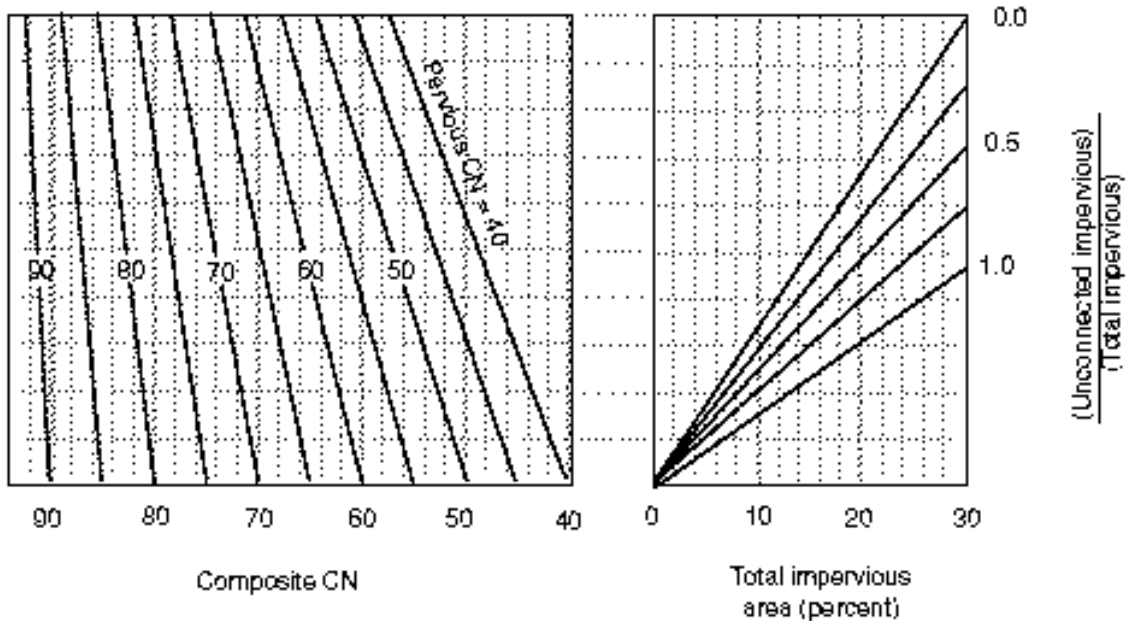 0.0
Pervious CN = 40
0.5
90 80 70 60 50
1.0
(Unconnected impervious)
(Total impervious)
90 80 70 60 50 40
0 10 20 30
Composite CN
Total impervious
area (percent)